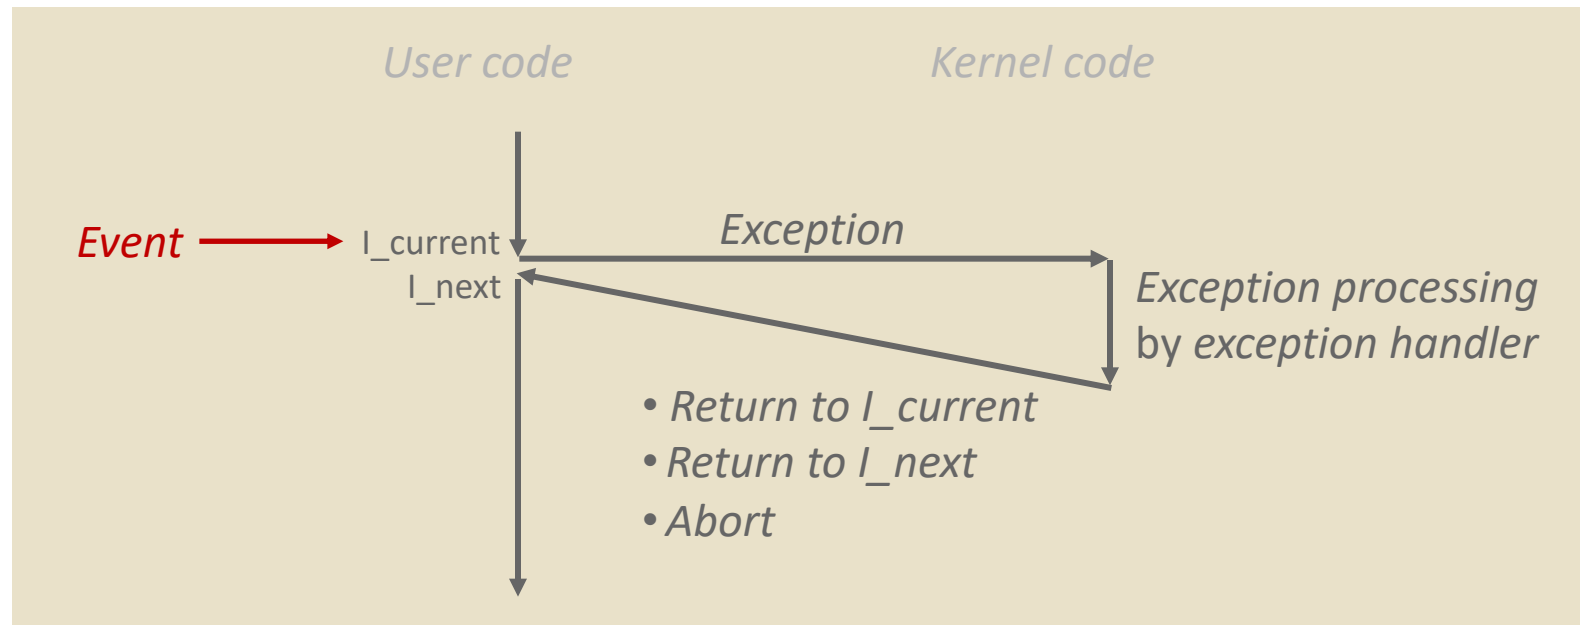 User code
Kernel code
Event
I_current
Exception
I_next
Exception processing
by exception handler
• Return to I_current
• Return to I_next
• Abort